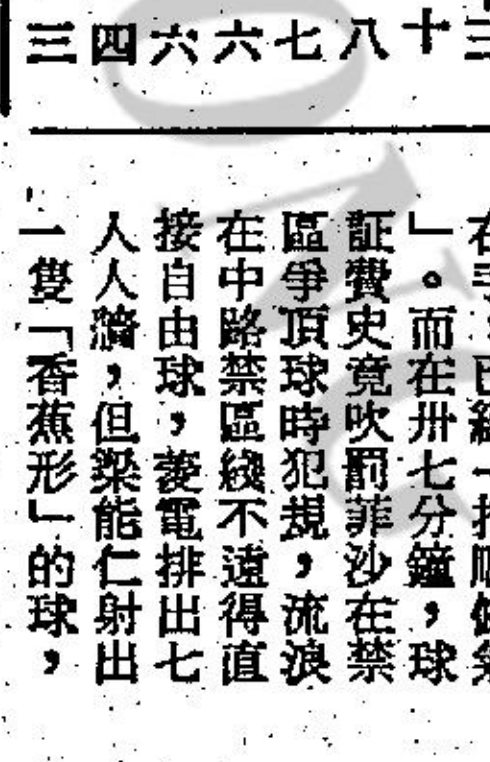 三
十
八
七
六
六
四
三
」。而在卅七分鐘，球
証費史竟吹罰菲沙在禁
區爭頂球時犯規，流浪
在中路禁區綫不遠得直
接自由球，菱電排出七
人人牆，但梁能仁射出
一隻「香蕉形」的球，